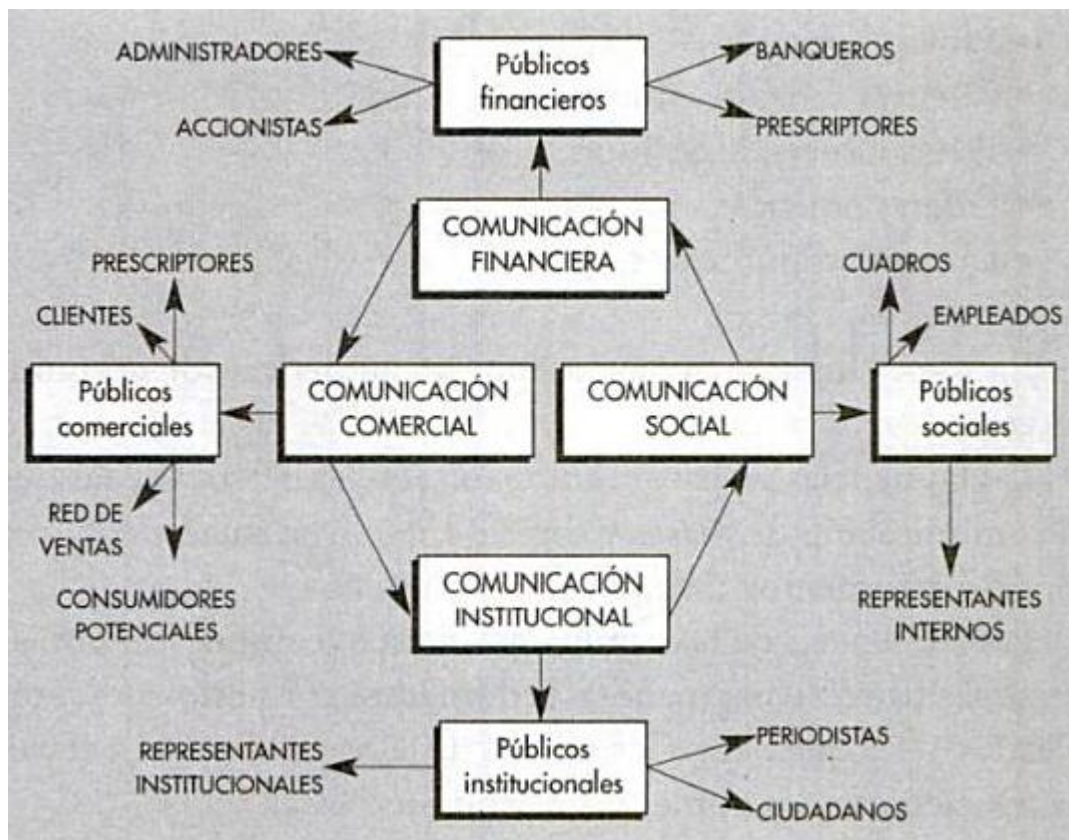 ADMINISTRADORES
ACCIONISTAS
Públicos
financieros
BANQUEROS
PRESCRIPTORES
COMUNICACIÓN
FINANCIERA
PRESCRIPTORES
CLIENTES
Públicos
comerciales
RED DE
VENTAS
CONSUMIDORES
POTENCIALES
COMUNICACIÓN
COMERCIAL
COMUNICACIÓN
SOCIAL
CUADROS
EMPLEADOS
Públicos
sociales
REPRESENTANTES
INTERNOS
COMUNICACIÓN
INSTITUCIONAL
REPRESENTANTES
INSTITUCIONALES
Públicos
institucionales
PERIODISTAS
CIUDADANOS